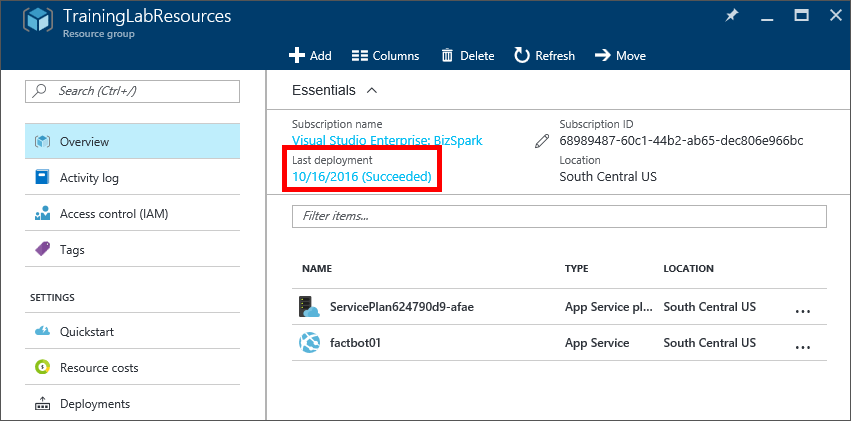 TrainingLabResources
Resource group
Add Columns Delete Refresh Move
Search (Ctrl+/)
Overview
Activity log
Access control (IAM)
Tags
SETTINGS
Quickstart
Resource costs
Deployments
Essentials
Subscription name
Visual Studio Enterprise: BizSpark
Subscription ID
68989487-60c1-44b2-ab65-dec806e966bc
Last deployment
10/16/2016 (Succeeded)
Location
South Central US
Filter items...
NAME TYPE LOCATION
ServicePlan624790d9-afae App Service pl... South Central US ...
factbot01 App Service South Central US ...